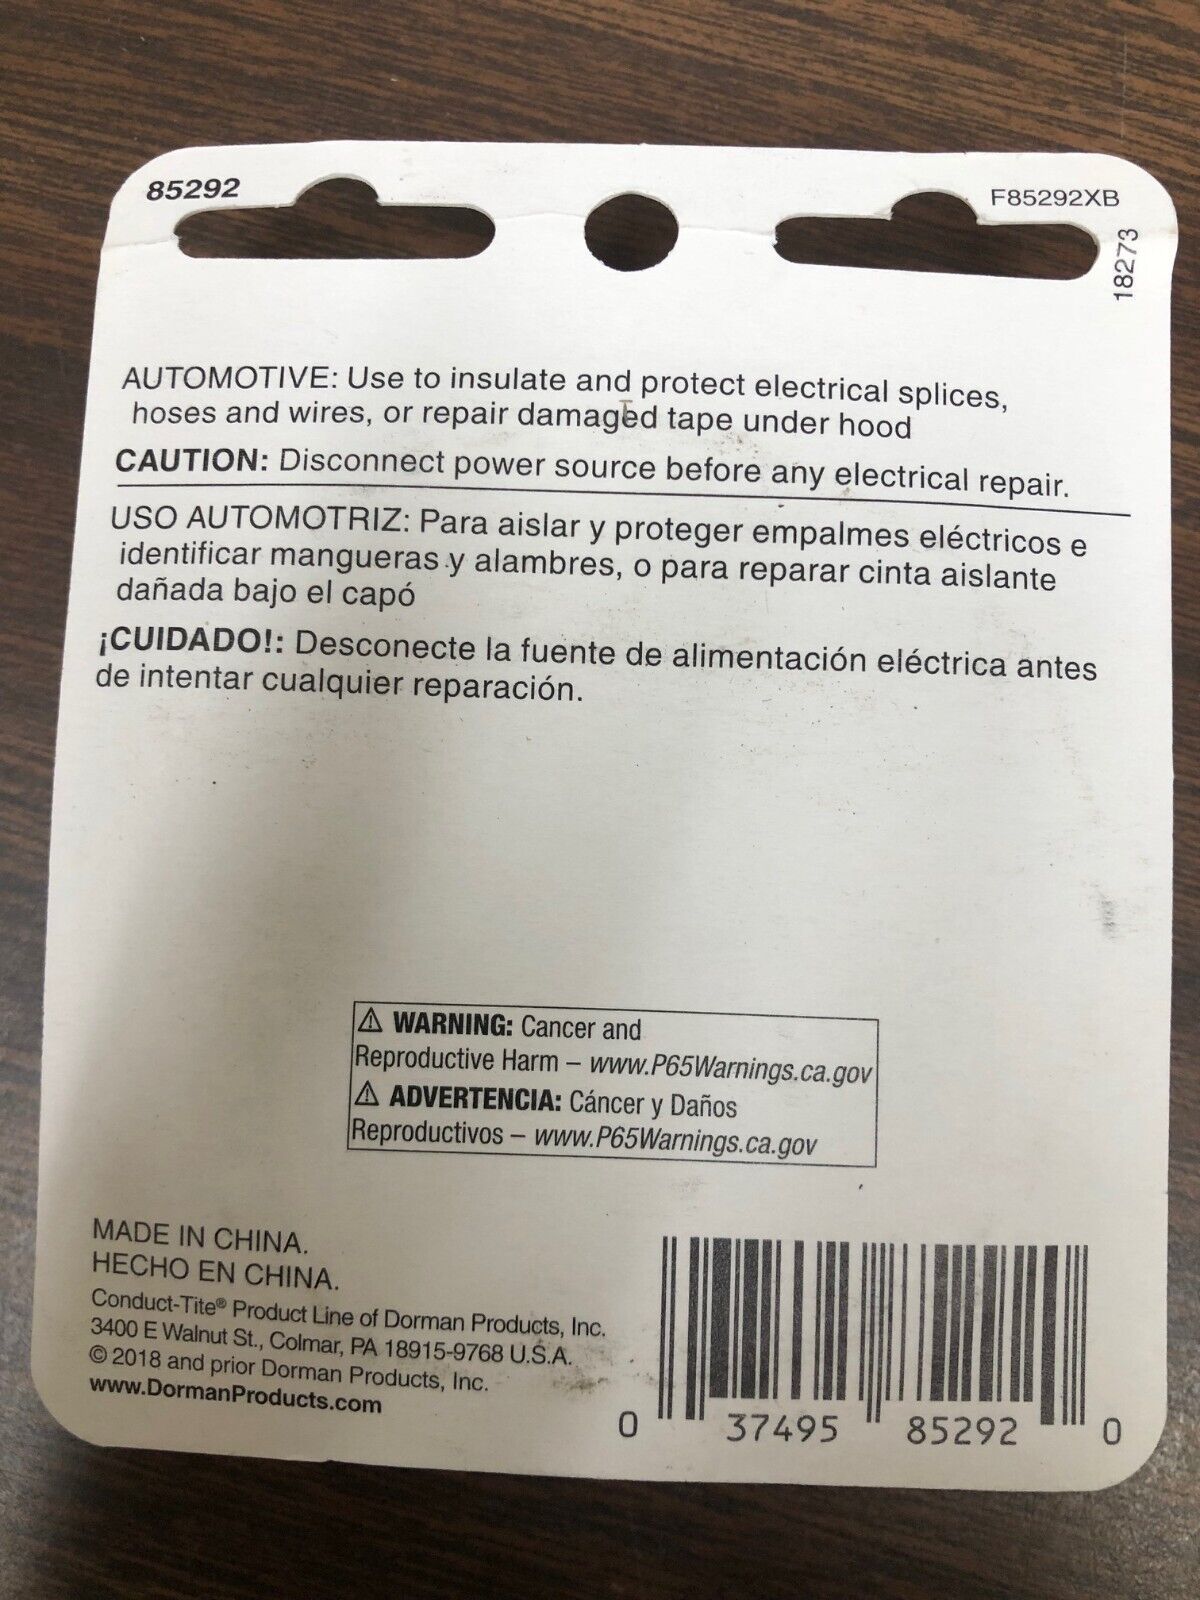 85292
F85292XB
18273
AUTOMOTIVE: Use to insulate and protect electrical splices,
hoses and wires, or repair damaged tape under hood
CAUTION: Disconnect power source before any electrical repair.
USO AUTOMOTRIZ: Para aislar y proteger empalmes eléctricos e
identificar mangueras y alambres, o para reparar cinta aislante
dañada bajo el capó
¡CUIDADO!: Desconecte la fuente de alimentación eléctrica antes
de intentar cualquier reparación.
⚠ WARNING: Cancer and
Reproductive Harm – www.P65Warnings.ca.gov
⚠ ADVERTENCIA: Cáncer y Daños
Reproductivos – www.P65Warnings.ca.gov
MADE IN CHINA.
HECHO EN CHINA.
Conduct-Tite® Product Line of Dorman Products, Inc.
3400 E Walnut St., Colmar, PA 18915-9768 U.S.A.
© 2018 and prior Dorman Products, Inc.
www.DormanProducts.com
0 37495 85292 0